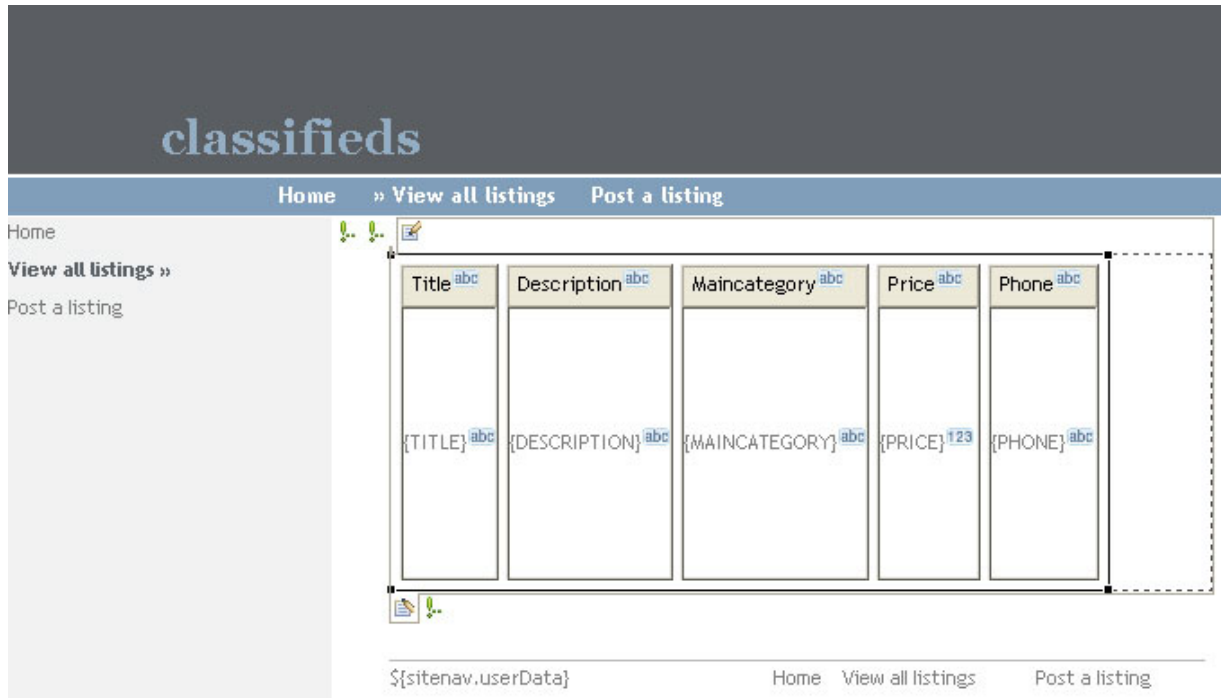 classifieds
Home » View all listings Post a listing
Home
View all listings »
Post a listing
Title abc Description abc Maincategory abc Price abc Phone abc
{TITLE} abc {DESCRIPTION} abc {MAINCATEGORY} abc {PRICE} 123 {PHONE} abc
${sitenav.userData} Home View all listings Post a listing